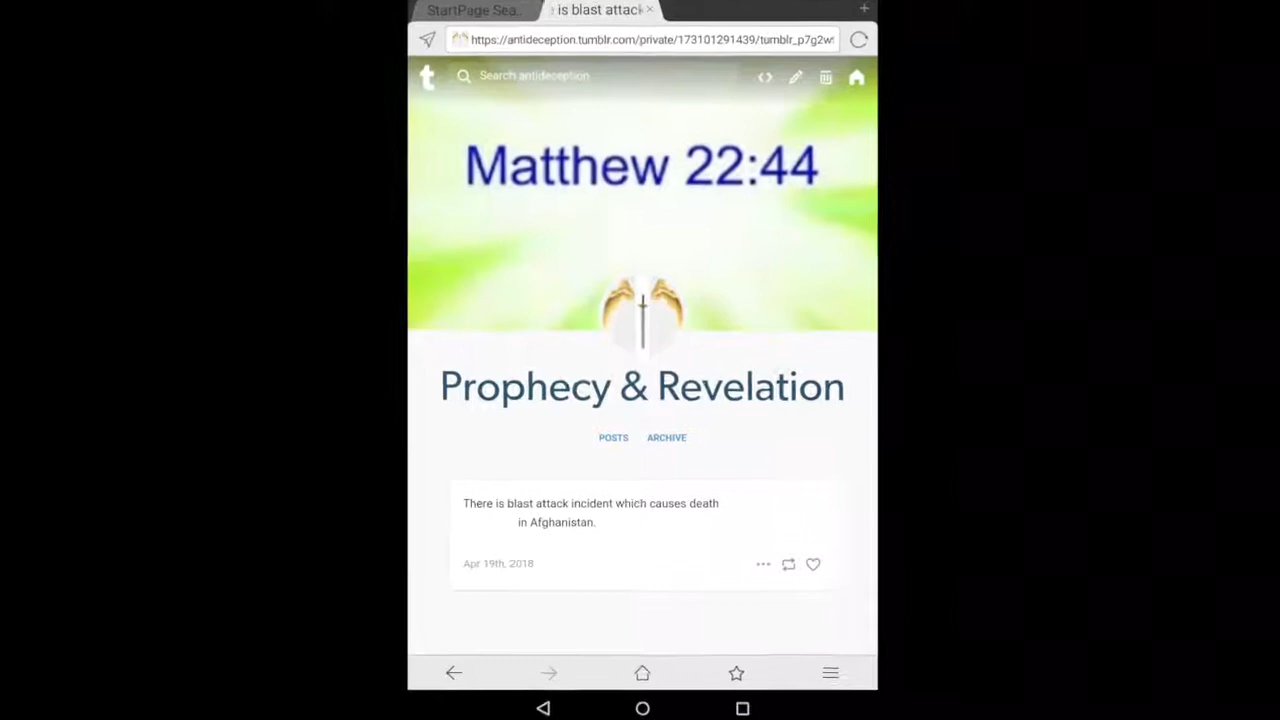 StartPage Sea..
is blast attack
https://antideception.tumblr.com/private/173101291439/tumblr_p7g2w
Search antideception
Matthew 22:44
Prophecy & Revelation
POSTS ARCHIVE
There is blast attack incident which causes death
in Afghanistan.
Apr 19th, 2018